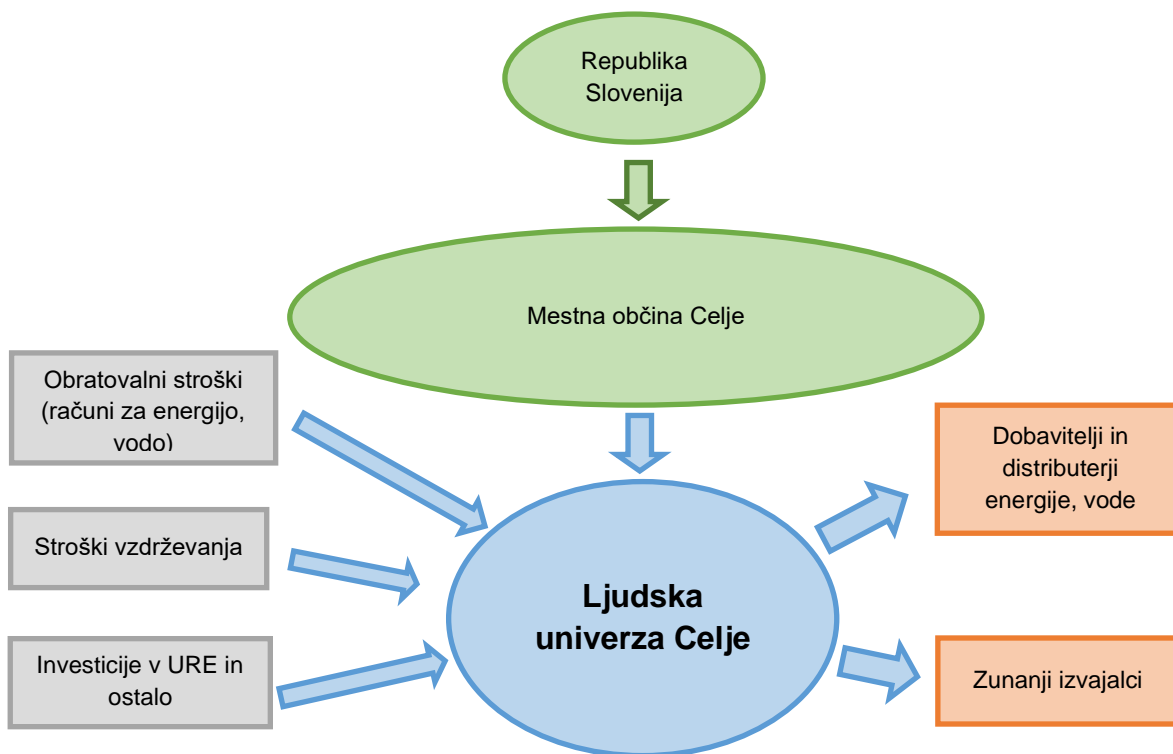 Republika
Slovenija
Mestna občina Celje
Obratovalni stroški
(računi za energijo,
vodo)
Dobavitelji in
distributerji
energije, vode
Stroški vzdrževanja
Ljudska
univerza Celje
Investicije v URE in
ostalo
Zunanji izvajalci